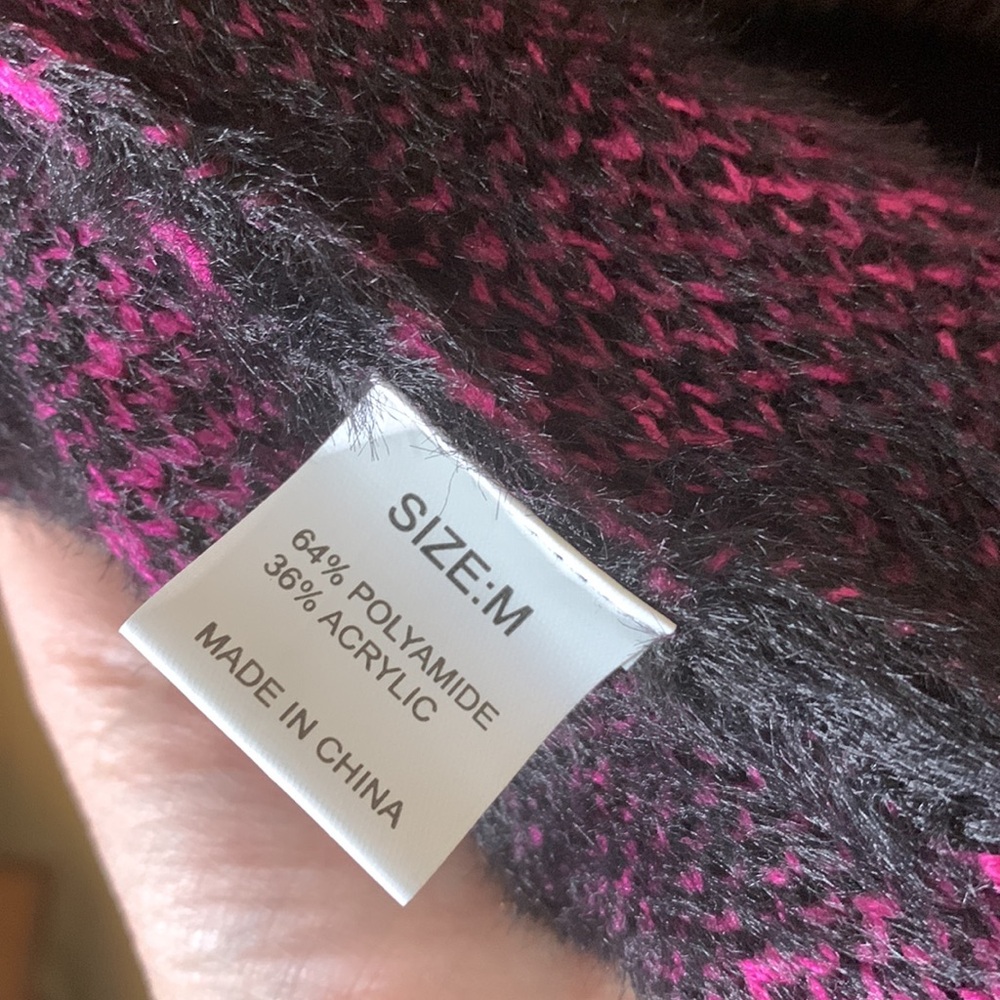 SIZE:M
64% POLYAMIDE
36% ACRYLIC
MADE IN CHINA